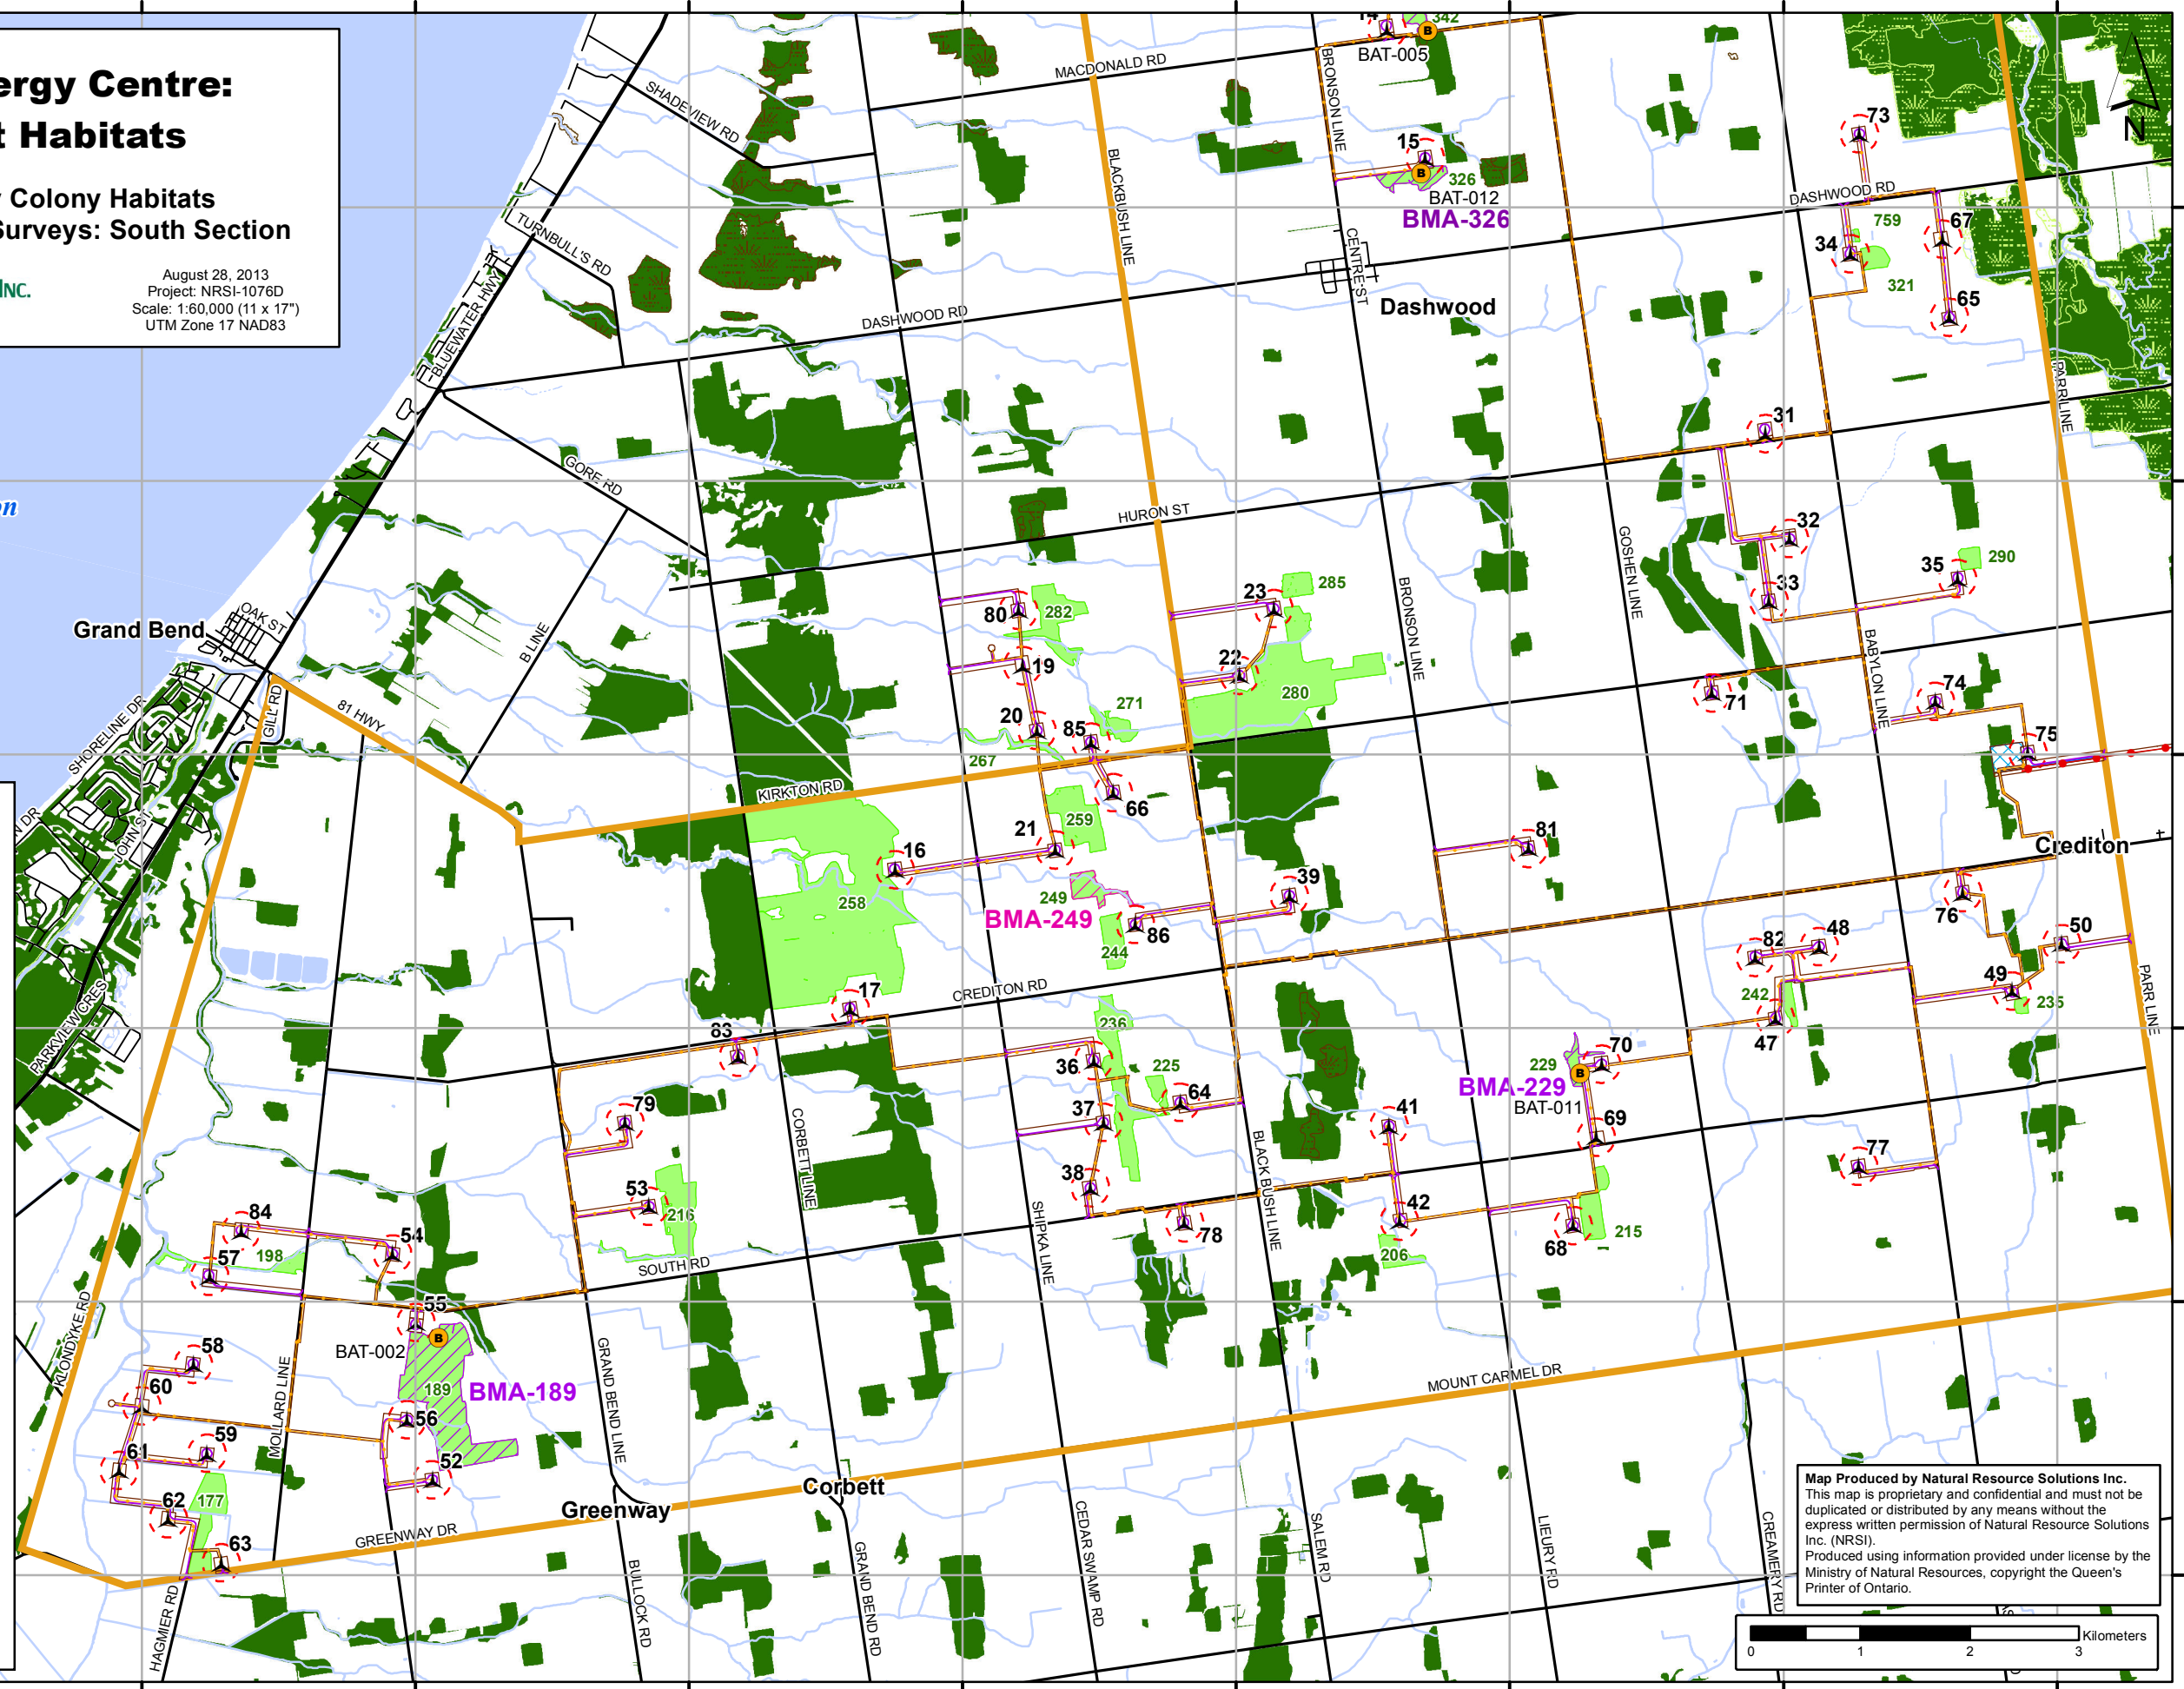 ergy Centre:
t Habitats
y Colony Habitats
Surveys: South Section
INC.
August 28, 2013
Project: NRSI-1076D
Scale: 1:60,000 (11 x 17")
UTM Zone 17 NAD83
14
342
BAT-005
MACDONALD RD
SHADEVIEW RD
BRONSON LINE
BLACKBUSH LINE
15
326
BAT-012
BMA-326
73
N
DASHWOOD RD
759
67
34
321
65
TURNBULL'S RD
BLUEWATER HWY
CENTRE ST
Dashwood
DASHWOOD RD
PARR LINE
31
GORE RD
HURON ST
on
32
GOSHEN LINE
33
35
290
BRONSON LINE
23
285
80
282
OAK ST
Grand Bend
B LINE
19
22
280
BABYLON LINE
71
74
SHORELINE DR
GILL RD
81 HWY
20
85
271
267
75
KIRKTON RD
66
N DR
JOHN ST
21
259
81
Crediton
16
258
249
BMA-249
39
86
244
76
48
82
50
PARKVIEW CRES
CREDITON RD
17
242
49
235
PARR LINE
236
47
83
36
225
229
70
BMA-229
BAT-011
64
79
37
41
69
CORBETT LINE
BLACKBUSH LINE
77
38
53
216
SHIPKA LINE
42
78
68
215
206
84
54
198
57
SOUTH RD
55
BAT-002
KLONDYKE RD
58
60
189
BMA-189
GRAND BEND LINE
MOLLARD LINE
56
59
61
52
62
177
MOUNT CARMEL DR
Corbett
Greenway
GREENWAY DR
63
HAGMIER RD
BULLOCK RD
GRAND BEND RD
CEDAR SWAMP RD
SALEM RD
LIEURY RD
CREAMERY RD
B
B
B
B
Map Produced by Natural Resource Solutions Inc.
This map is proprietary and confidential and must not be
duplicated or distributed by any means without the
express written permission of Natural Resource Solutions
Inc. (NRSI).
Produced using information provided under license by the
Ministry of Natural Resources, copyright the Queen's
Printer of Ontario.
Kilometers
0 1 2 3